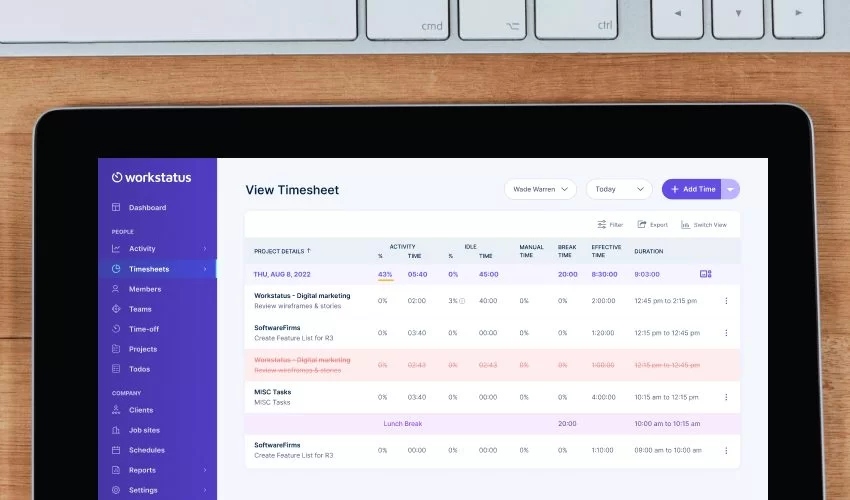 cmd
ctrl
workstatus
Dashboard
PEOPLE
Activity
Timesheets
Members
Teams
Time-off
Projects
Todos
COMPANY
Clients
Job sites
Schedules
Reports
Settings
View Timesheet
Wade Warren
Today
+ Add Time
Filter
Export
Switch View
PROJECT DETAILS ↑
ACTIVITY
% TIME
IDLE
% TIME
MANUAL
TIME
BREAK
TIME
EFFECTIVE
TIME
DURATION
THU, AUG 8, 2022 43% 05:40 0% 45:00 20:00 8:30:00 9:03:00
Workstatus - Digital marketing
Review wireframes & stories
0% 02:00 3% 40:00 0% 0% 2:00:00 12:45 pm to 2:15 pm
SoftwareFirms
Create Feature List for R3
0% 03:40 0% 00:00 0% 0% 1:20:00 12:15 pm to 12:45 pm
Workstatus - Digital marketing
Review wireframes & stories
0% 02:43 0% 02:43 0% 0% 1:00:00 12:15 pm to 12:45 pm
MISC Tasks
MISC Tasks
0% 03:40 0% 00:00 0% 0% 4:00:00 10:15 am to 12:15 pm
Lunch Break 20:00 10:00 am to 10:15 am
SoftwareFirms
Create Feature List for R3
0% 00:00 0% 00:00 0% 0% 1:10:00 09:00 am to 10:00 am